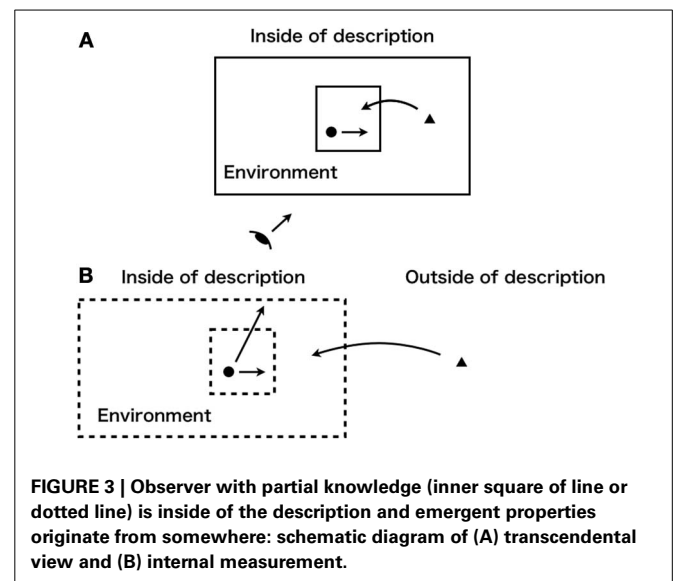 A
Inside of description
Environment
B
Inside of description
Outside of description
Environment
FIGURE 3 | Observer with partial knowledge (inner square of line or
dotted line) is inside of the description and emergent properties
originate from somewhere: schematic diagram of (A) transcendental
view and (B) internal measurement.